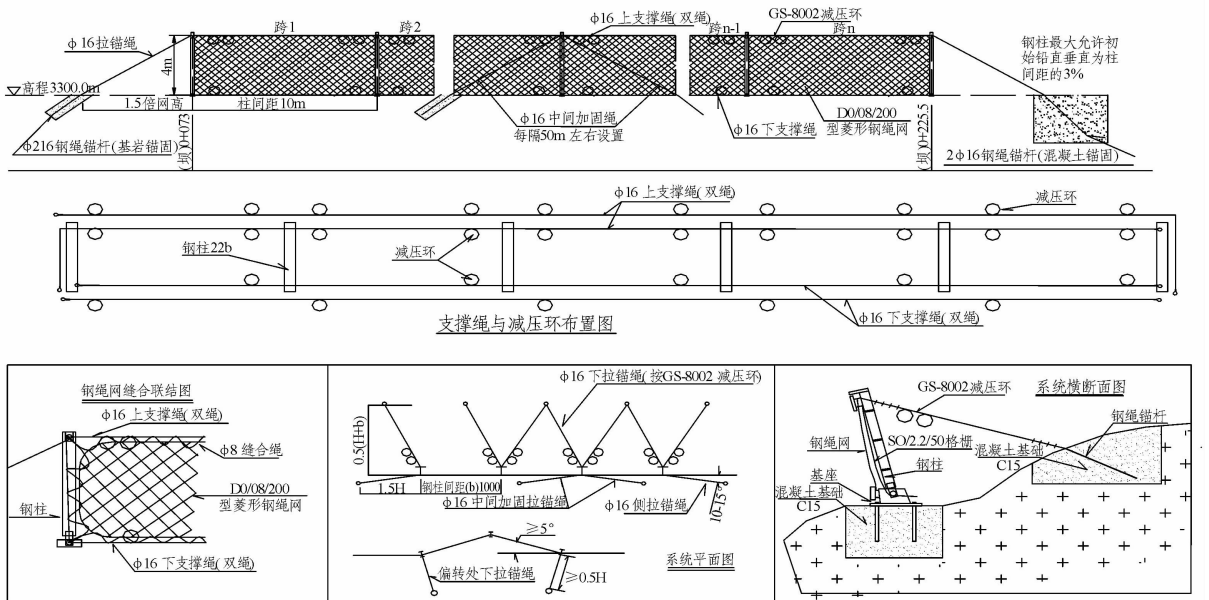 跨1
跨2
ϕ16上支撑绳(双绳)
跨n-1
GS-8002减压环
跨n
ϕ16拉锚绳
4m
钢柱最大允许初
始铅直垂直为柱
间距的3%
高程3300.0m
1.5倍网高
柱间距10m
ϕ16中间加固绳
每隔50m左右设置
ϕ16下支撑绳
D0/08/200
型菱形钢绳网
ϕ216钢绳锚杆(基岩锚固)
(坝)0+073
(坝)0+225.5
2ϕ16钢绳锚杆(混凝土锚固)
ϕ16上支撑绳(双绳)
减压环
钢柱22b
减压环
ϕ16下支撑绳(双绳)
支撑绳与减压环布置图
钢绳网缝合联结图
ϕ16上支撑绳(双绳)
ϕ8缝合绳
D0/08/200
型菱形钢绳网
钢柱
ϕ16下支撑绳(双绳)
ϕ16下拉锚绳(按GS-8002减压环)
0.5(H+b)
1.5H
钢柱间距(b)1000
ϕ16中间加固拉锚绳
ϕ16侧拉锚绳
10-15°
≥5°
偏转处下拉锚绳
≥0.5H
系统平面图
GS-8002减压环
系统横断面图
钢绳锚杆
钢绳网
SO/2.2/50格栅
混凝土基础
C15
钢柱
基座
混凝土基础
C15